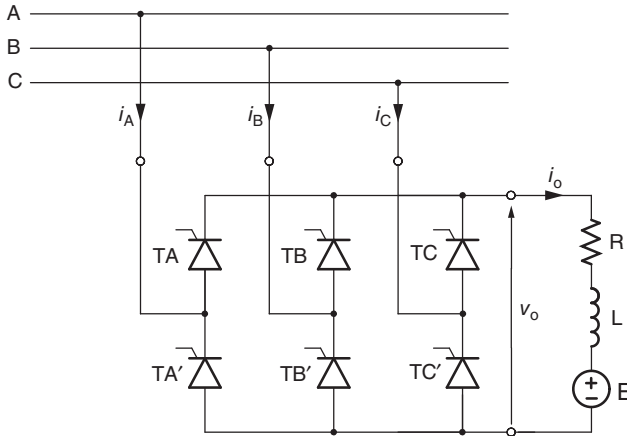 A
B
C
iA
iB
iC
io
TA
TB
TC
R
vo
L
TA′
TB′
TC′
+
−
E